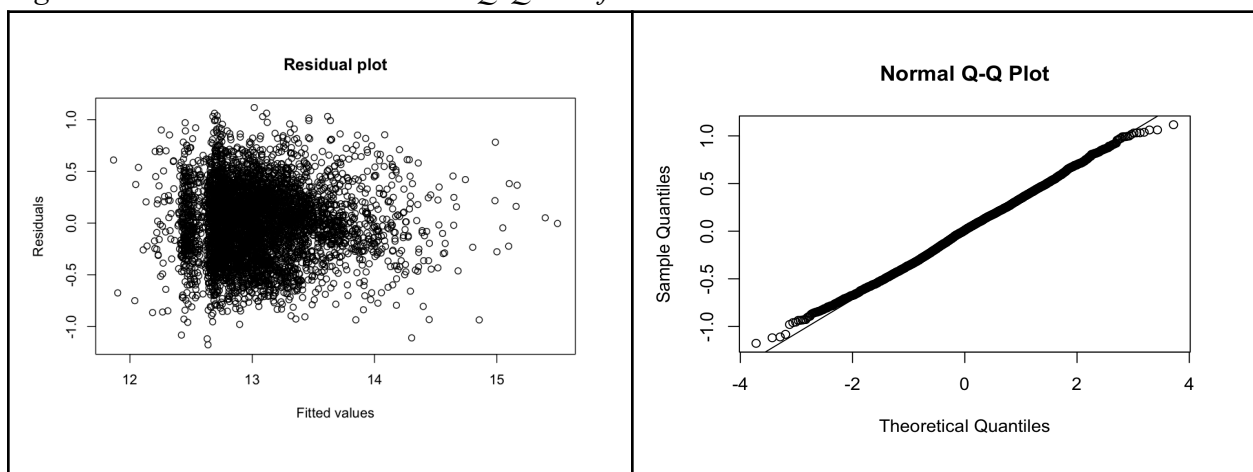 Residual plot
1.0
0.5
0.0
-0.5
-1.0
Residuals
12 13 14 15
Fitted values
Normal Q-Q Plot
1.0
0.5
0.0
-0.5
-1.0
Sample Quantiles
-4 -2 0 2 4
Theoretical Quantiles